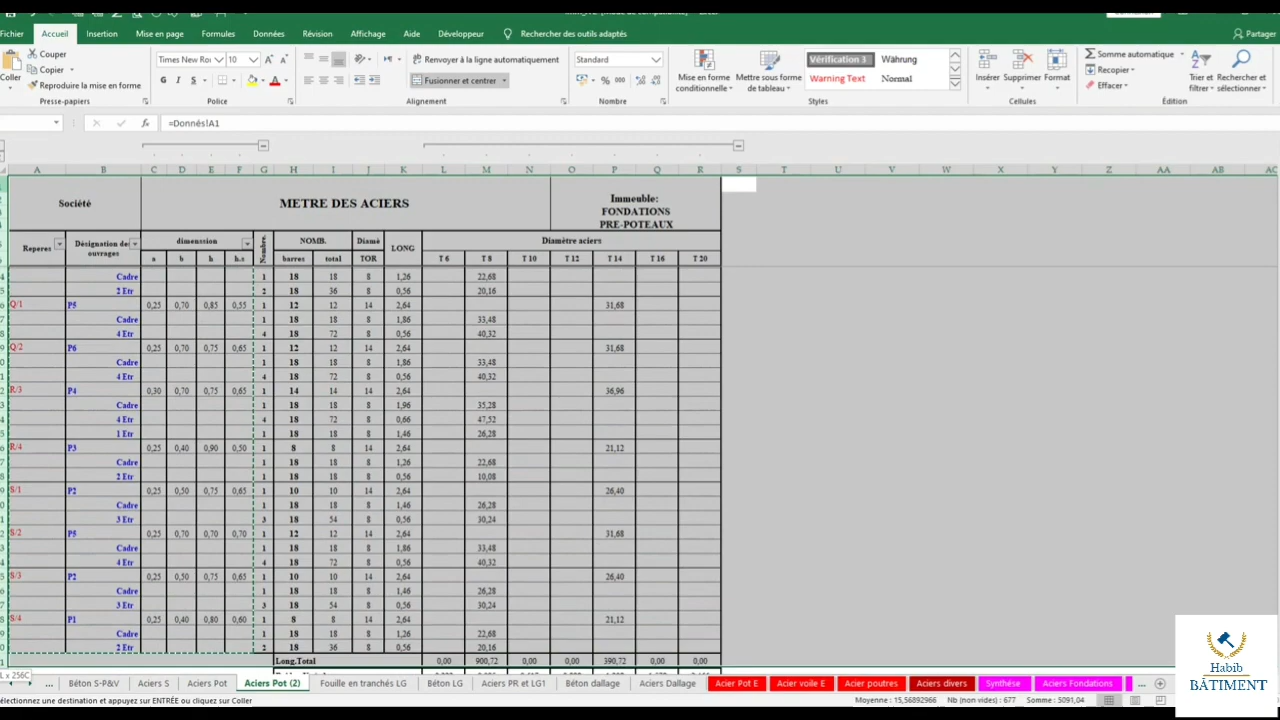 Fichier Accueil Insertion Mise en page Formules Données Révision Affichage Aide Développeur Rechercher des outils adaptés Partager
Coller
Couper
Copier
Reproduire la mise en forme
Presse-papiers
Times New Ro 10
G I S
Police
Renvoyer à la ligne automatiquement
Fusionner et centrer
Alignement
Standard
% 000
Nombre
Mise en forme conditionnelle
Mettre sous forme de tableau
Vérification 3 Währung
Warning Text Normal
Styles
Insérer Supprimer Format
Cellules
Somme automatique
Recopier
Effacer
Trier et filtrer
Rechercher et sélectionner
Édition
=Donnés!A1
A B C D E F G H I J K L M N O P Q R S T U V W X Y Z AA AB AC
Société
METRE DES ACIERS
Immeuble:
FONDATIONS
PRE-POTEAUX
Reperes Dèsignation des ouvrages dimenssion Nombre. NOMB. Diamè LONG Diamètre aciers
a b h h.x barres total TOR T 6 T 8 T 10 T 12 T 14 T 16 T 20
Cadre 1 18 18 8 1,26 22,68
2 Etr 2 18 36 8 0,56 20,16
Q/1 P5 0,25 0,70 0,85 0,55 1 12 12 14 2,64 31,68
Cadre 1 18 18 8 1,86 33,48
4 Etr 4 18 72 8 0,56 40,32
Q/2 P6 0,25 0,70 0,75 0,65 1 12 12 14 2,64 31,68
Cadre 1 18 18 8 1,86 33,48
4 Etr 4 18 72 8 0,56 40,32
R/3 P4 0,30 0,70 0,75 0,65 1 14 14 14 2,64 36,96
Cadre 1 18 18 8 1,96 35,28
4 Etr 4 18 72 8 0,66 47,52
1 Etr 1 18 18 8 1,46 26,28
R/4 P3 0,25 0,40 0,90 0,50 1 8 8 14 2,64 21,12
Cadre 1 18 18 8 1,26 22,68
2 Etr 1 18 18 8 0,56 10,08
S/1 P2 0,25 0,50 0,75 0,65 1 10 10 14 2,64 26,40
Cadre 1 18 18 8 1,46 26,28
3 Etr 3 18 54 8 0,56 30,24
S/2 P5 0,25 0,70 0,70 0,70 1 12 12 14 2,64 31,68
Cadre 1 18 18 8 1,86 33,48
4 Etr 4 18 72 8 0,56 40,32
S/3 P2 0,25 0,50 0,75 0,65 1 10 10 14 2,64 26,40
Cadre 1 18 18 8 1,46 26,28
3 Etr 3 18 54 8 0,56 30,24
S/4 P1 0,25 0,40 0,80 0,60 1 8 8 14 2,64 21,12
Cadre 1 18 18 8 1,26 22,68
2 Etr 2 18 36 8 0,56 20,16
Long.Total 0,00 900,72 0,00 0,00 390,72 0,00 0,00
L x 256C
... Béton S-P&V Aciers S Aciers Pot Aciers Pot (2) Fouille en tranchés LG Béton LG Aciers PR et LG1 Béton dallage Aciers Dallage Acier Pot E Acier voile E Acier poutres Aciers divers Synthése Aciers Fondations ...
électionnez une destination et appuyez sur ENTRÉE ou cliquez sur Coller Moyenne : 15,56892966 Nb (non vides) : 677 Somme : 5091,04
Habib
BÂTIMENT